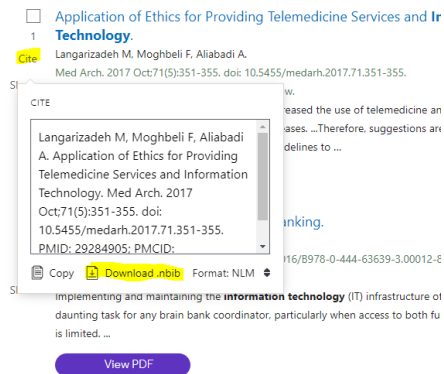 Application of Ethics for Providing Telemedicine Services and In
Technology.
1
Cite
Langarizadeh M, Moghbeli F, Aliabadi A.
Med Arch. 2017 Oct;71(5):351-355. doi: 10.5455/medarh.2017.71.351-355.
w.
CITE
reased the use of telemedicine an
ases. ...Therefore, suggestions are
delines to ...
Langarizadeh M, Moghbeli F, Aliabadi
A. Application of Ethics for Providing
Telemedicine Services and Information
Technology. Med Arch. 2017
Oct;71(5):351-355. doi:
10.5455/medarh.2017.71.351-355.
PMID: 29284905; PMCID:
nking.
016/B978-0-444-63639-3.00012-8
Copy Download .nbib Format: NLM
Implementing and maintaining the information technology (IT) infrastructure of
daunting task for any brain bank coordinator, particularly when access to both fu
is limited. ...
View PDF